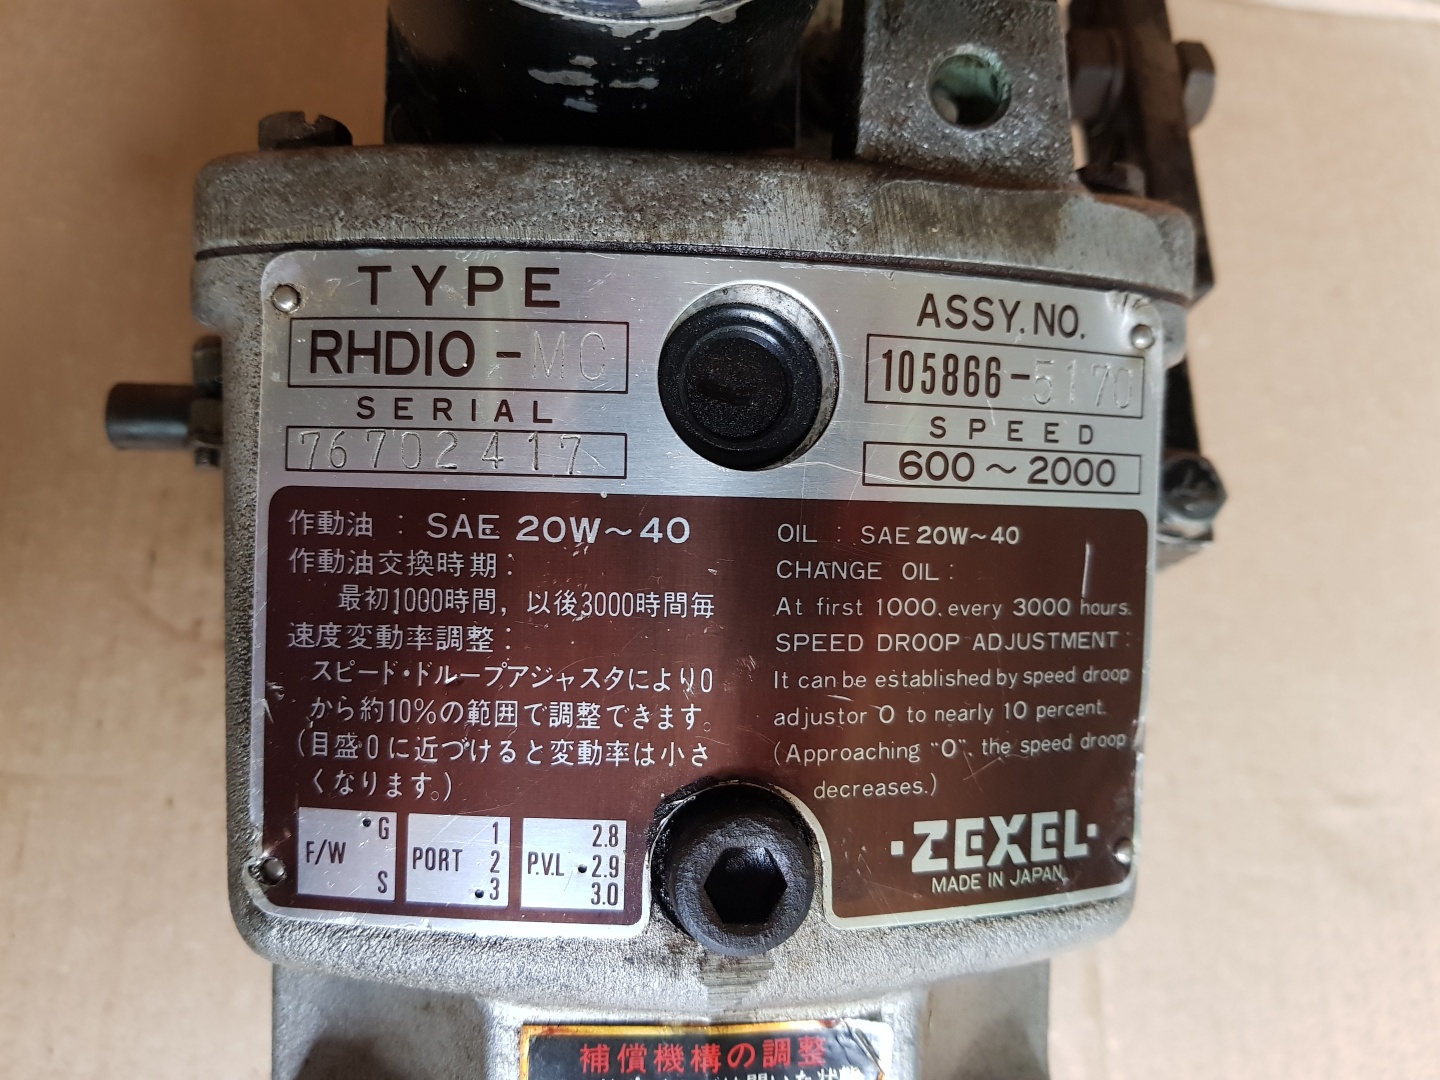 TYPE
RHD10-MC
SERIAL
76702417
ASSY. NO.
105866-5170
SPEED
600～2000
作動油：SAE 20W～40
作動油交換時期：
最初1000時間，以後3000時間毎
速度変動率調整：
スピード・ドループアジャスタにより0
から約10%の範囲で調整できます。
(目盛0に近づけると変動率は小さ
くなります。)
OIL : SAE 20W～40
CHANGE OIL :
At first 1000. every 3000 hours.
SPEED DROOP ADJUSTMENT :
It can be established by speed droop
adjustor 0 to nearly 10 percent.
(Approaching "0". the speed droop
decreases.)
F/W •G S
PORT 1 2 •3
P.V.L 2.8 •2.9 3.0
•ZEXEL•
MADE IN JAPAN
補償機構の調整